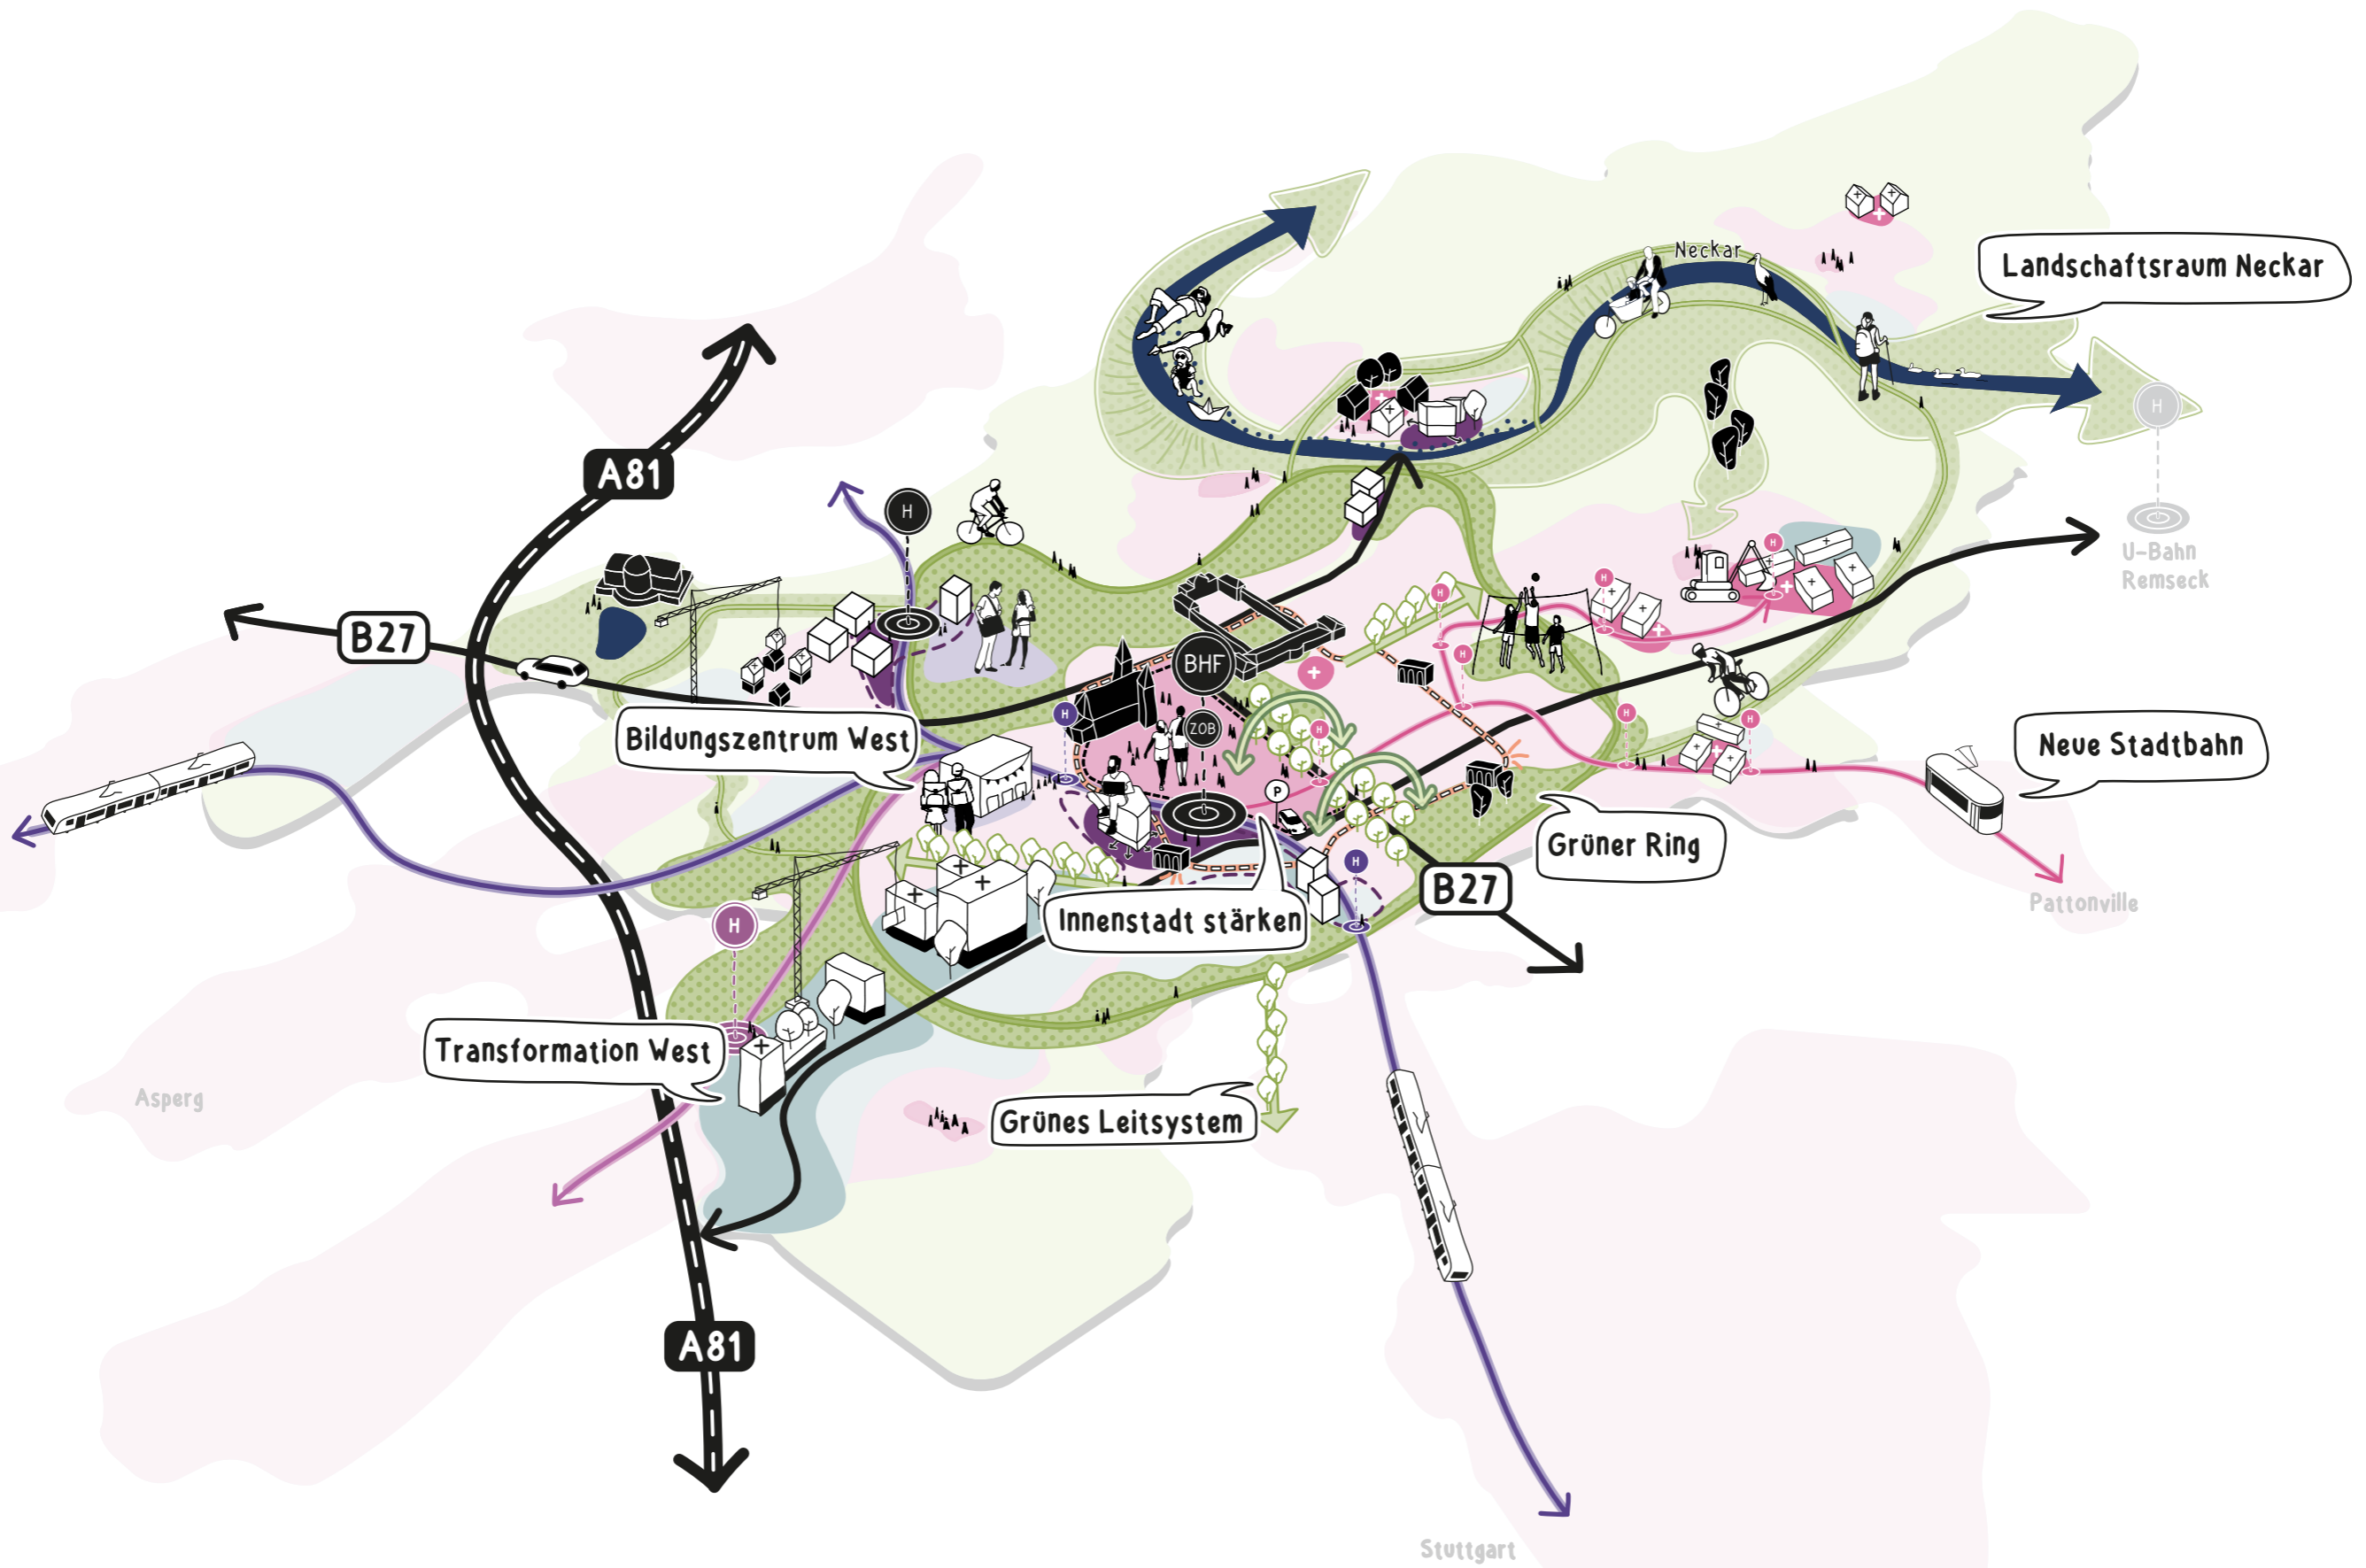 Neckar
Landschaftsraum Neckar
H
A81
H
U-Bahn
Remseck
H
H
H
B27
BHF
H
H
H
ZOB
H
H
Bildungszentrum West
Neue Stadtbahn
P
Grüner Ring
H
B27
Pattonville
H
Innenstadt stärken
Transformation West
Asperg
Grünes Leitsystem
A81
Stuttgart